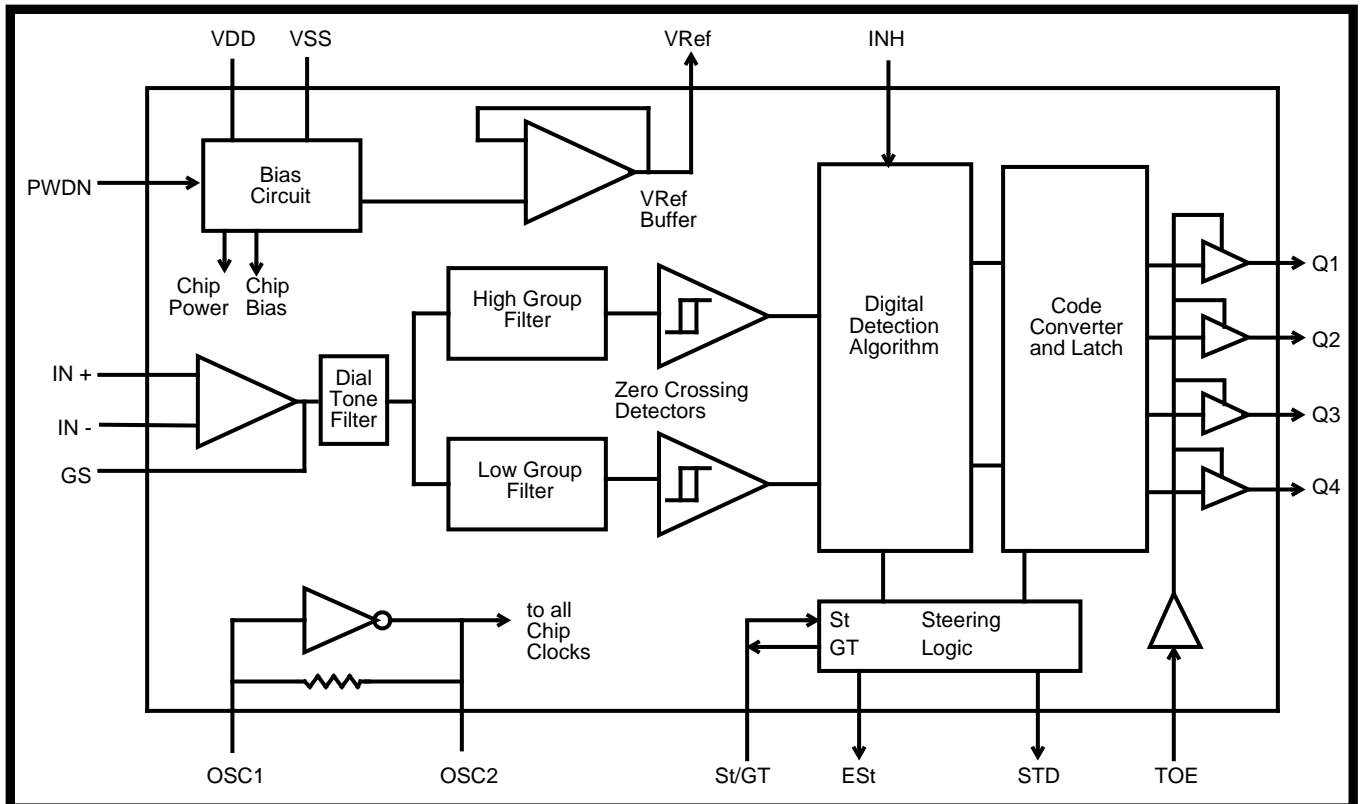 VDD
VSS
VRef
INH
PWDN
Bias
Circuit
VRef
Buffer
Chip
Power
Chip
Bias
High Group
Filter
Digital
Detection
Algorithm
Code
Converter
and Latch
Q1
Q2
Q3
Q4
IN +
IN -
GS
Dial
Tone
Filter
Zero Crossing
Detectors
Low Group
Filter
to all
Chip
Clocks
St
GT
Steering
Logic
OSC1
OSC2
St/GT
ESt
STD
TOE